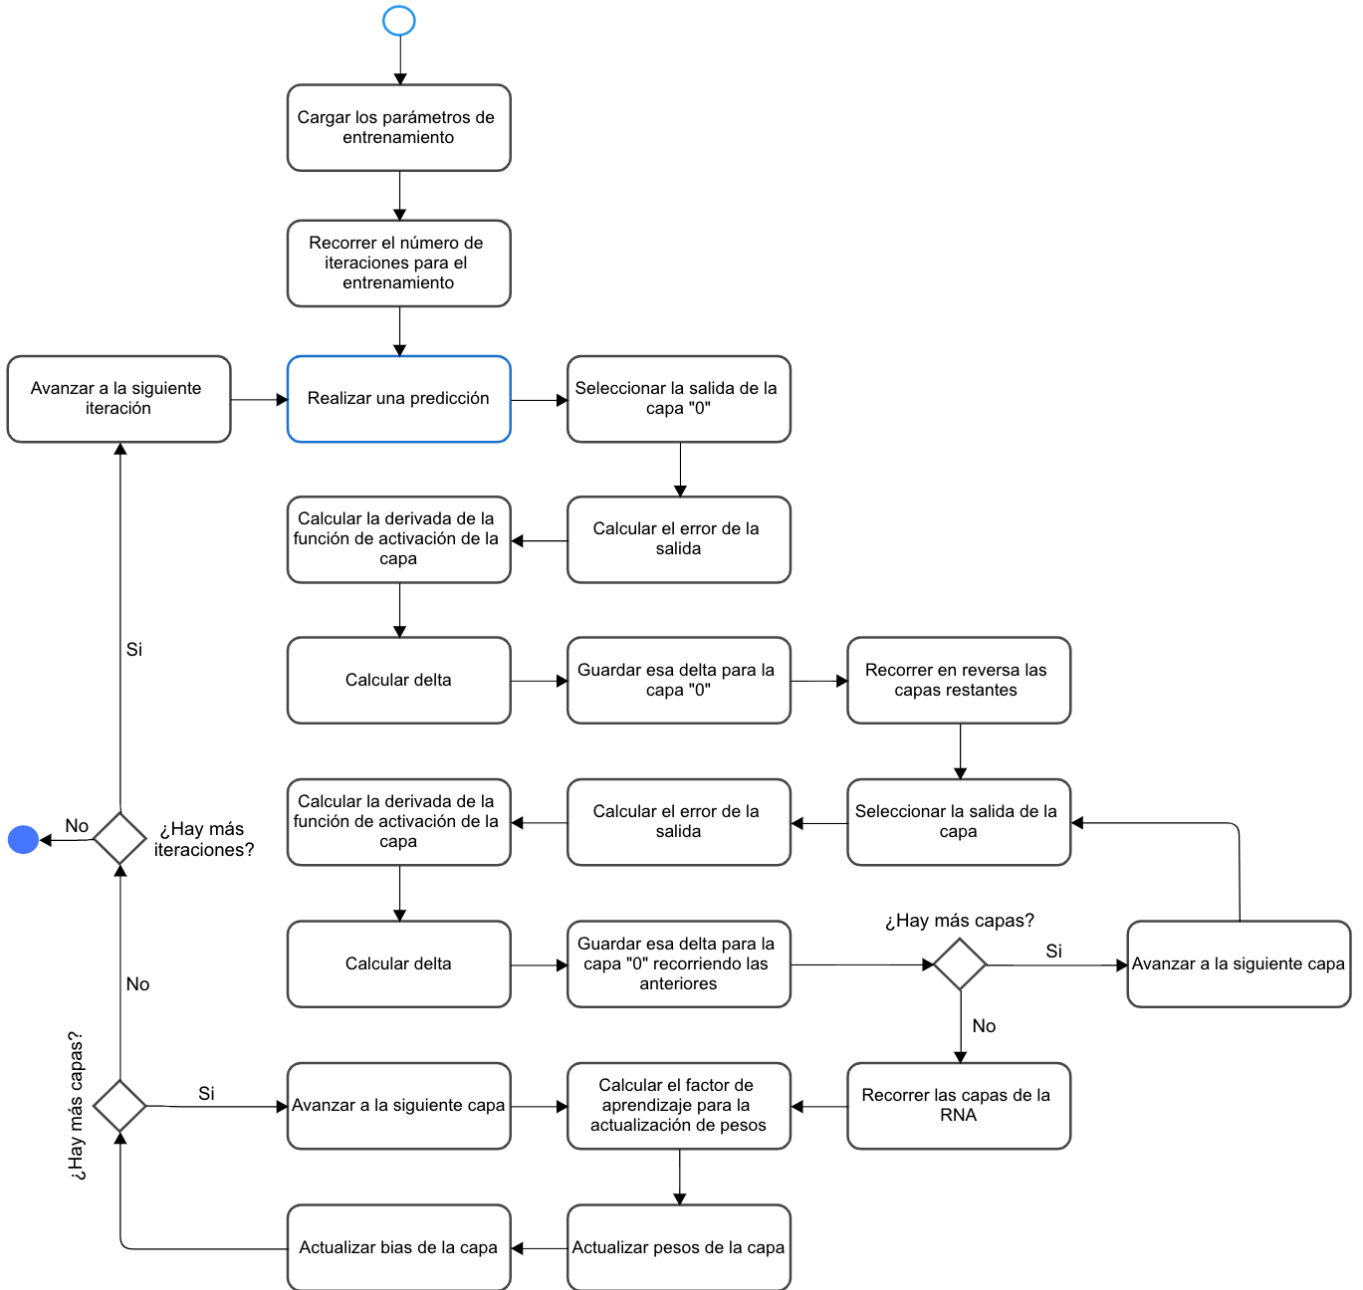 Cargar los parámetros de
entrenamiento
Recorrer el número de
iteraciones para el
entrenamiento
Avanzar a la siguiente
iteración
Realizar una predicción
Seleccionar la salida de la
capa "0"
Calcular la derivada de la
función de activación de la
capa
Calcular el error de la
salida
Si
Calcular delta
Guardar esa delta para la
capa "0"
Recorrer en reversa las
capas restantes
No
¿Hay más
iteraciones?
Calcular la derivada de la
función de activación de la
capa
Calcular el error de la
salida
Seleccionar la salida de la
capa
No
Calcular delta
Guardar esa delta para la
capa "0" recorriendo las
anteriores
¿Hay más capas?
Si
Avanzar a la siguiente capa
No
¿Hay más capas?
Si
Avanzar a la siguiente capa
Calcular el factor de
aprendizaje para la
actualización de pesos
Recorrer las capas de la
RNA
Actualizar bias de la capa
Actualizar pesos de la capa